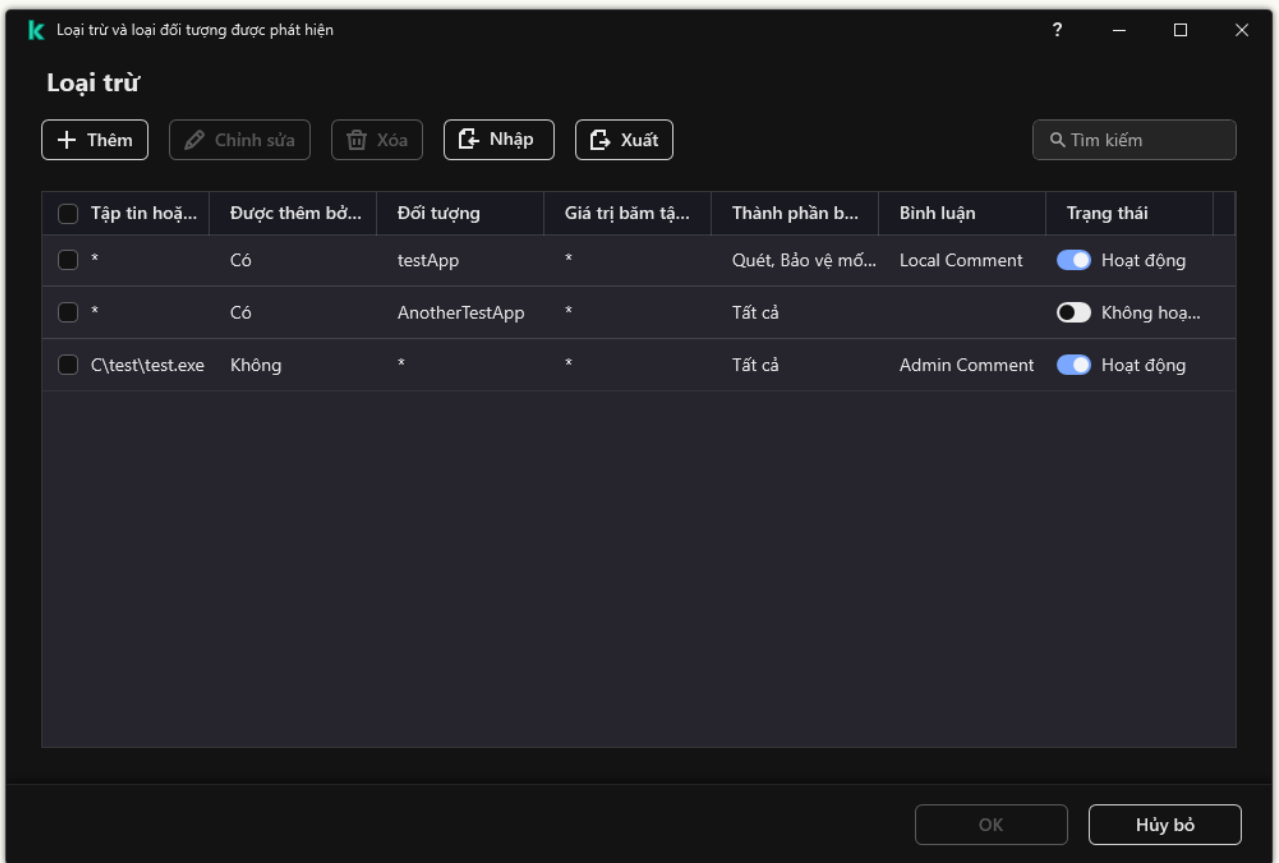 Loại trừ và loại đối tượng được phát hiện ?
Loại trừ
Thêm Chỉnh sửa Xóa Nhập Xuất Tìm kiếm
Tập tin hoặ... Được thêm bở... Đối tượng Giá trị băm tậ... Thành phần b... Bình luận Trạng thái
* Có testApp * Quét, Bảo vệ mố... Local Comment Hoạt động
* Có AnotherTestApp * Tất cả Không hoạ...
C\test\test.exe Không * * Tất cả Admin Comment Hoạt động
OK Hủy bỏ